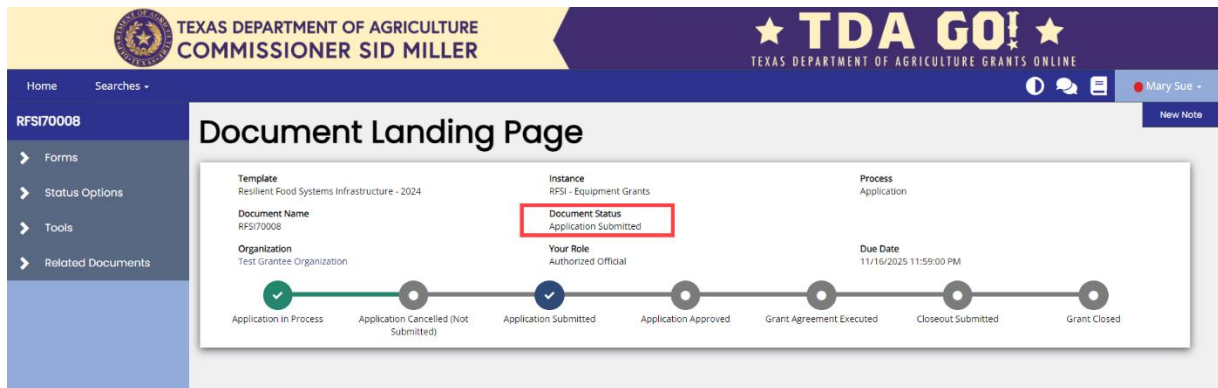 TEXAS DEPARTMENT OF AGRICULTURE
COMMISSIONER SID MILLER
TDA GO!
TEXAS DEPARTMENT OF AGRICULTURE GRANTS ONLINE
Home Searches
Mary Sue
New Note
RFSI70008
Forms
Status Options
Tools
Related Documents
Document Landing Page
Template
Resilient Food Systems Infrastructure - 2024
Instance
RFSI - Equipment Grants
Process
Application
Document Name
RFSI70008
Document Status
Application Submitted
Organization
Test Grantee Organization
Your Role
Authorized Official
Due Date
11/16/2025 11:59:00 PM
Application in Process
Application Cancelled (Not
Submitted)
Application Submitted
Application Approved
Grant Agreement Executed
Closeout Submitted
Grant Closed